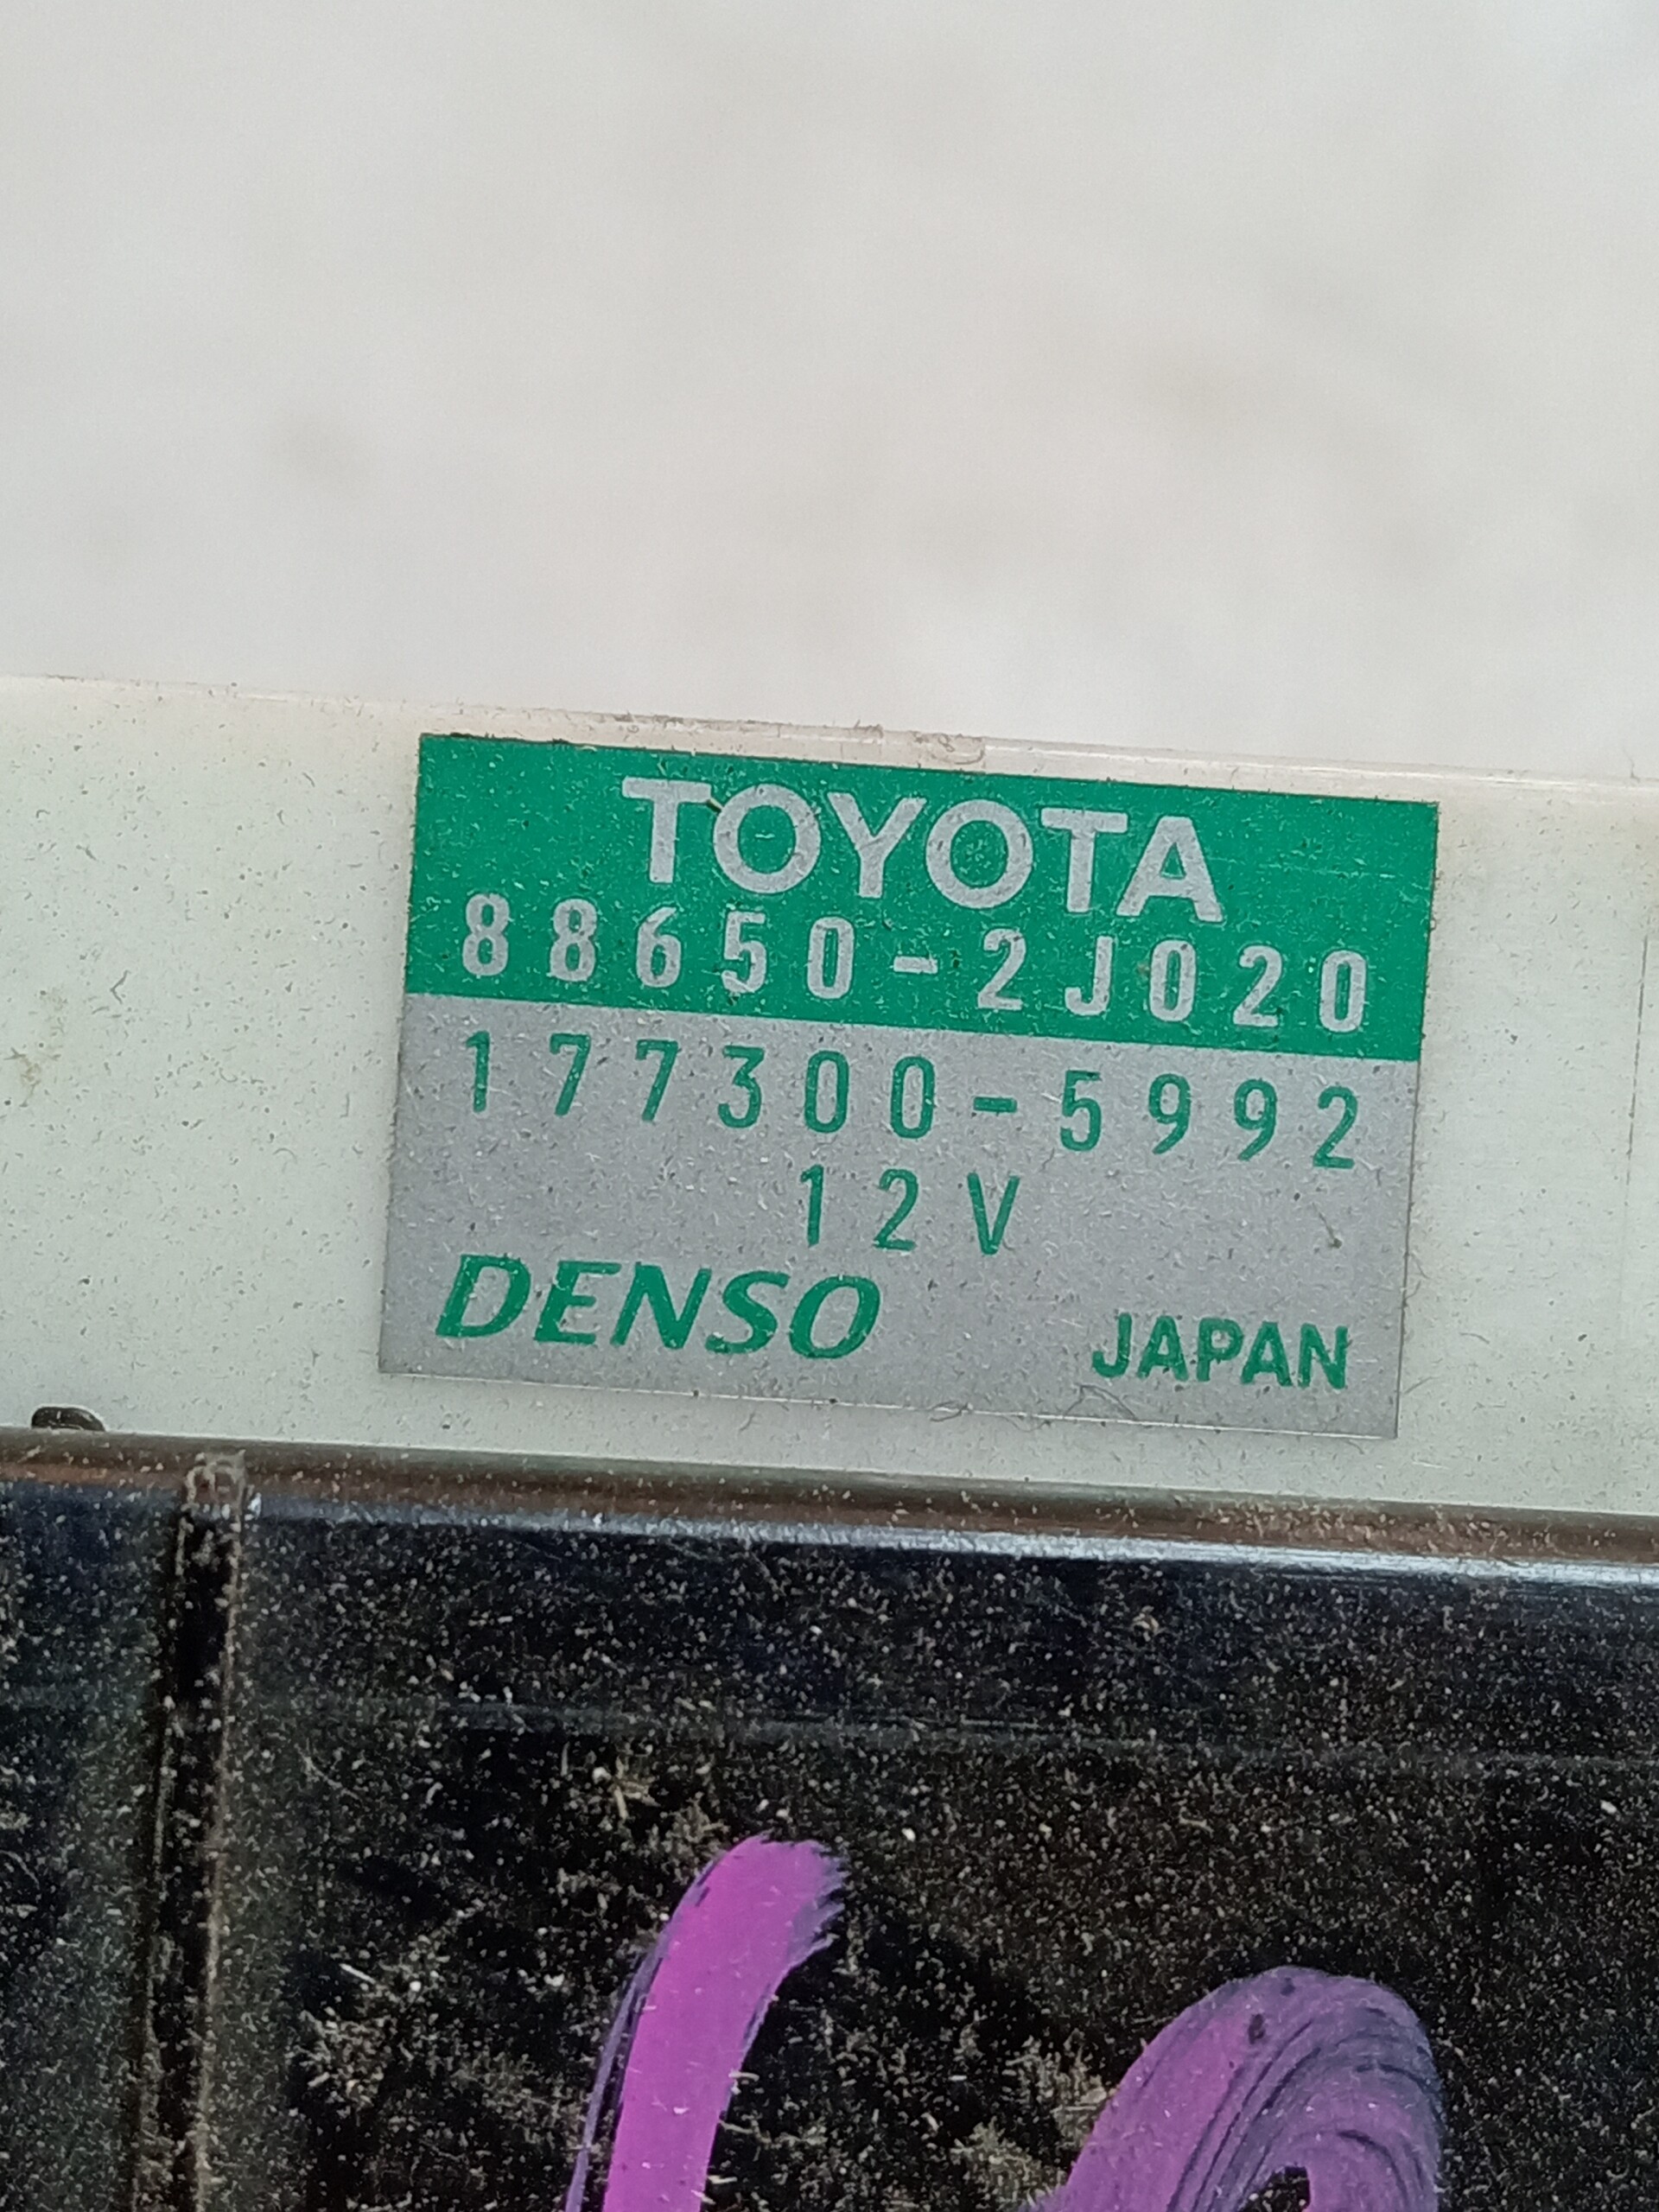 TOYOTA
88650-2J020
177300-5992
12V
DENSO JAPAN